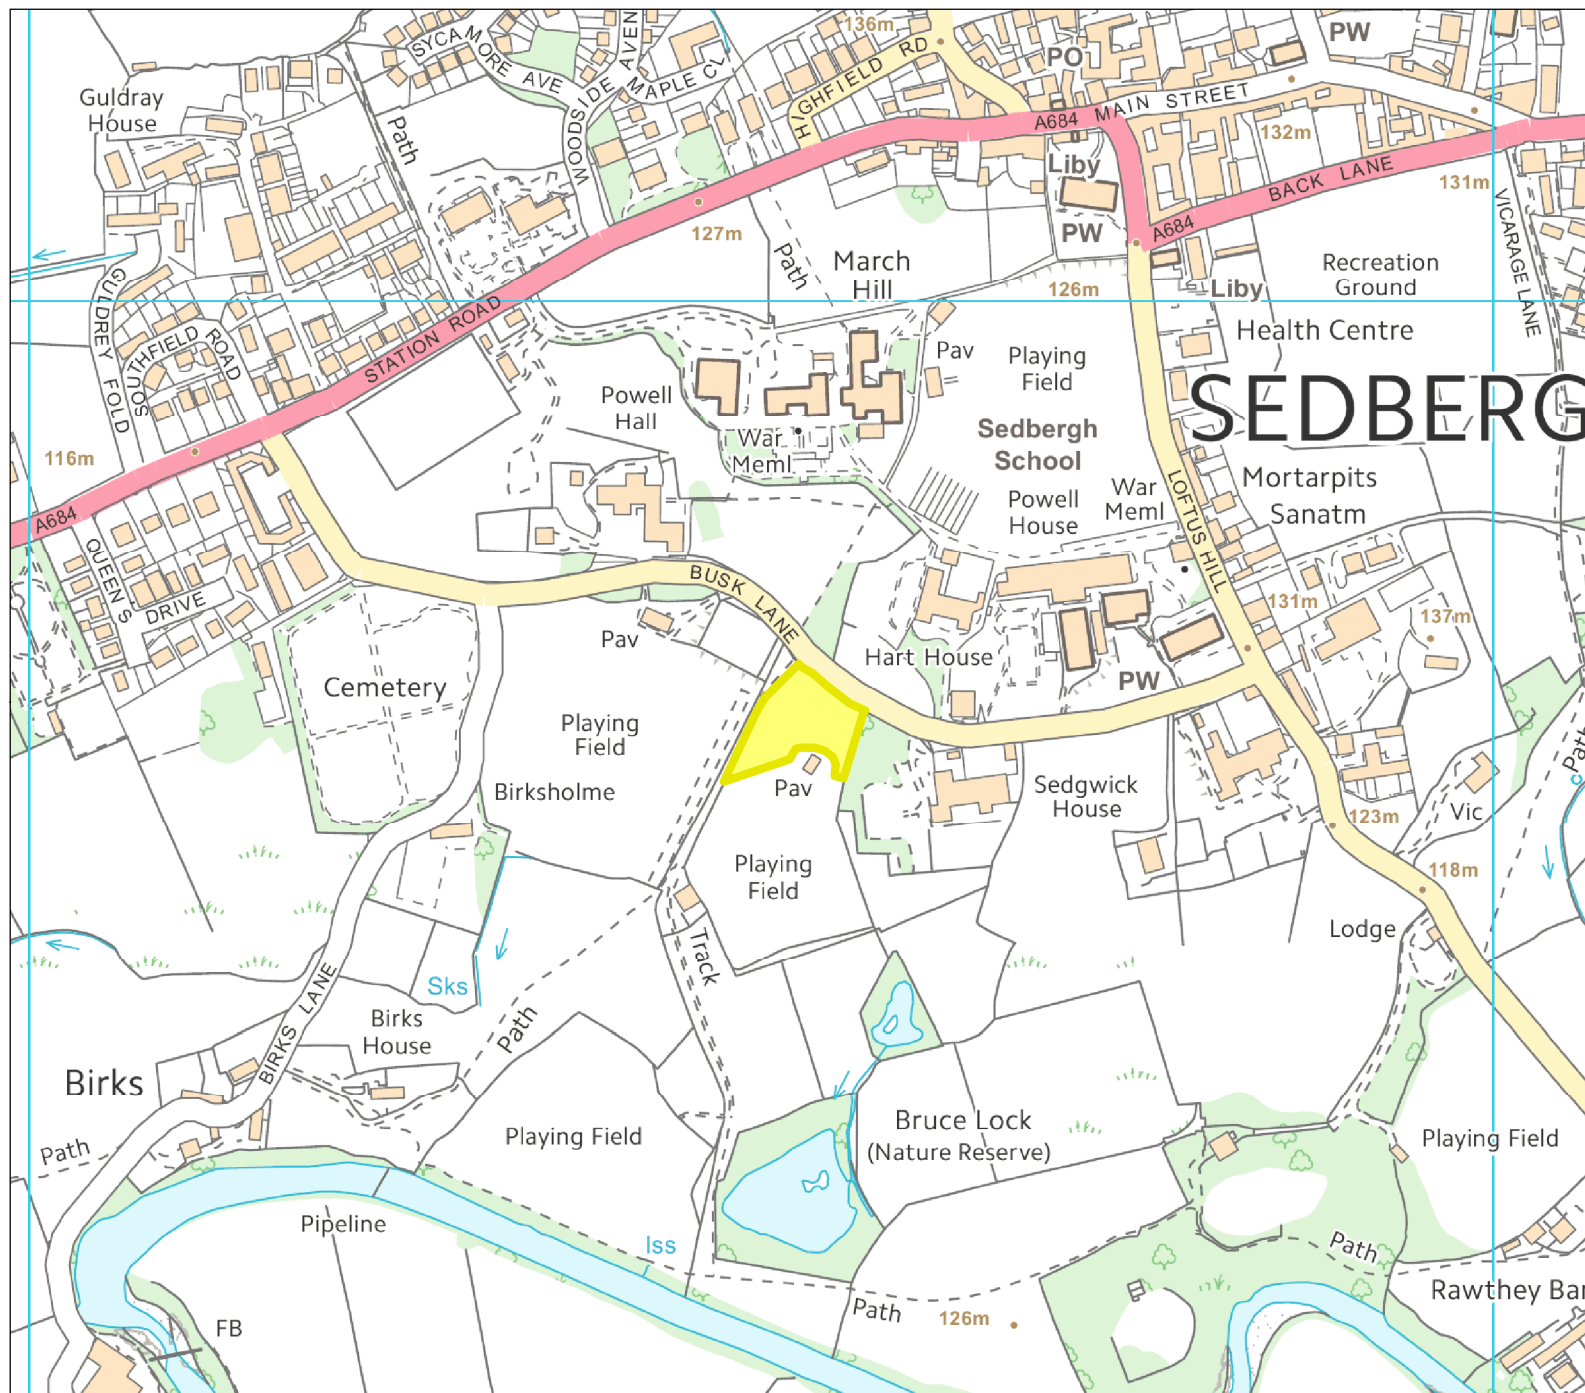 136m
PW
SYCAMORE AVE
WOODSIDE AVEN
MAPLE CL
HIGHFIELD RD
PO
Guldray
House
Path
A684
MAIN STREET
132m
Liby
BACK LANE
131m
VICARAGE LANE
127m
Path
PW
A684
March
Hill
126m
Liby
Recreation
Ground
GULDREY FOLD
SOUTHFIELD ROAD
STATION ROAD
Health Centre
Pav
Playing
Field
Powell
Hall
SEDBERG
War
Meml
Sedbergh
School
116m
A684
Powell
House
War
Meml
LOFTUS HILL
Mortarpits
Sanatm
QUEEN'S
DRIVE
BUSK LANE
131m
137m
Pav
Hart House
PW
Cemetery
Playing
Field
Path
Birksholme
Pav
Sedgwick
House
Vic
123m
Playing
Field
118m
Lodge
Track
Sks
BIRKS LANE
Birks
House
Path
Birks
Bruce Lock
(Nature Reserve)
Playing Field
Playing Field
Path
Pipeline
Iss
Path
Path
126m
Rawthey Ban
FB